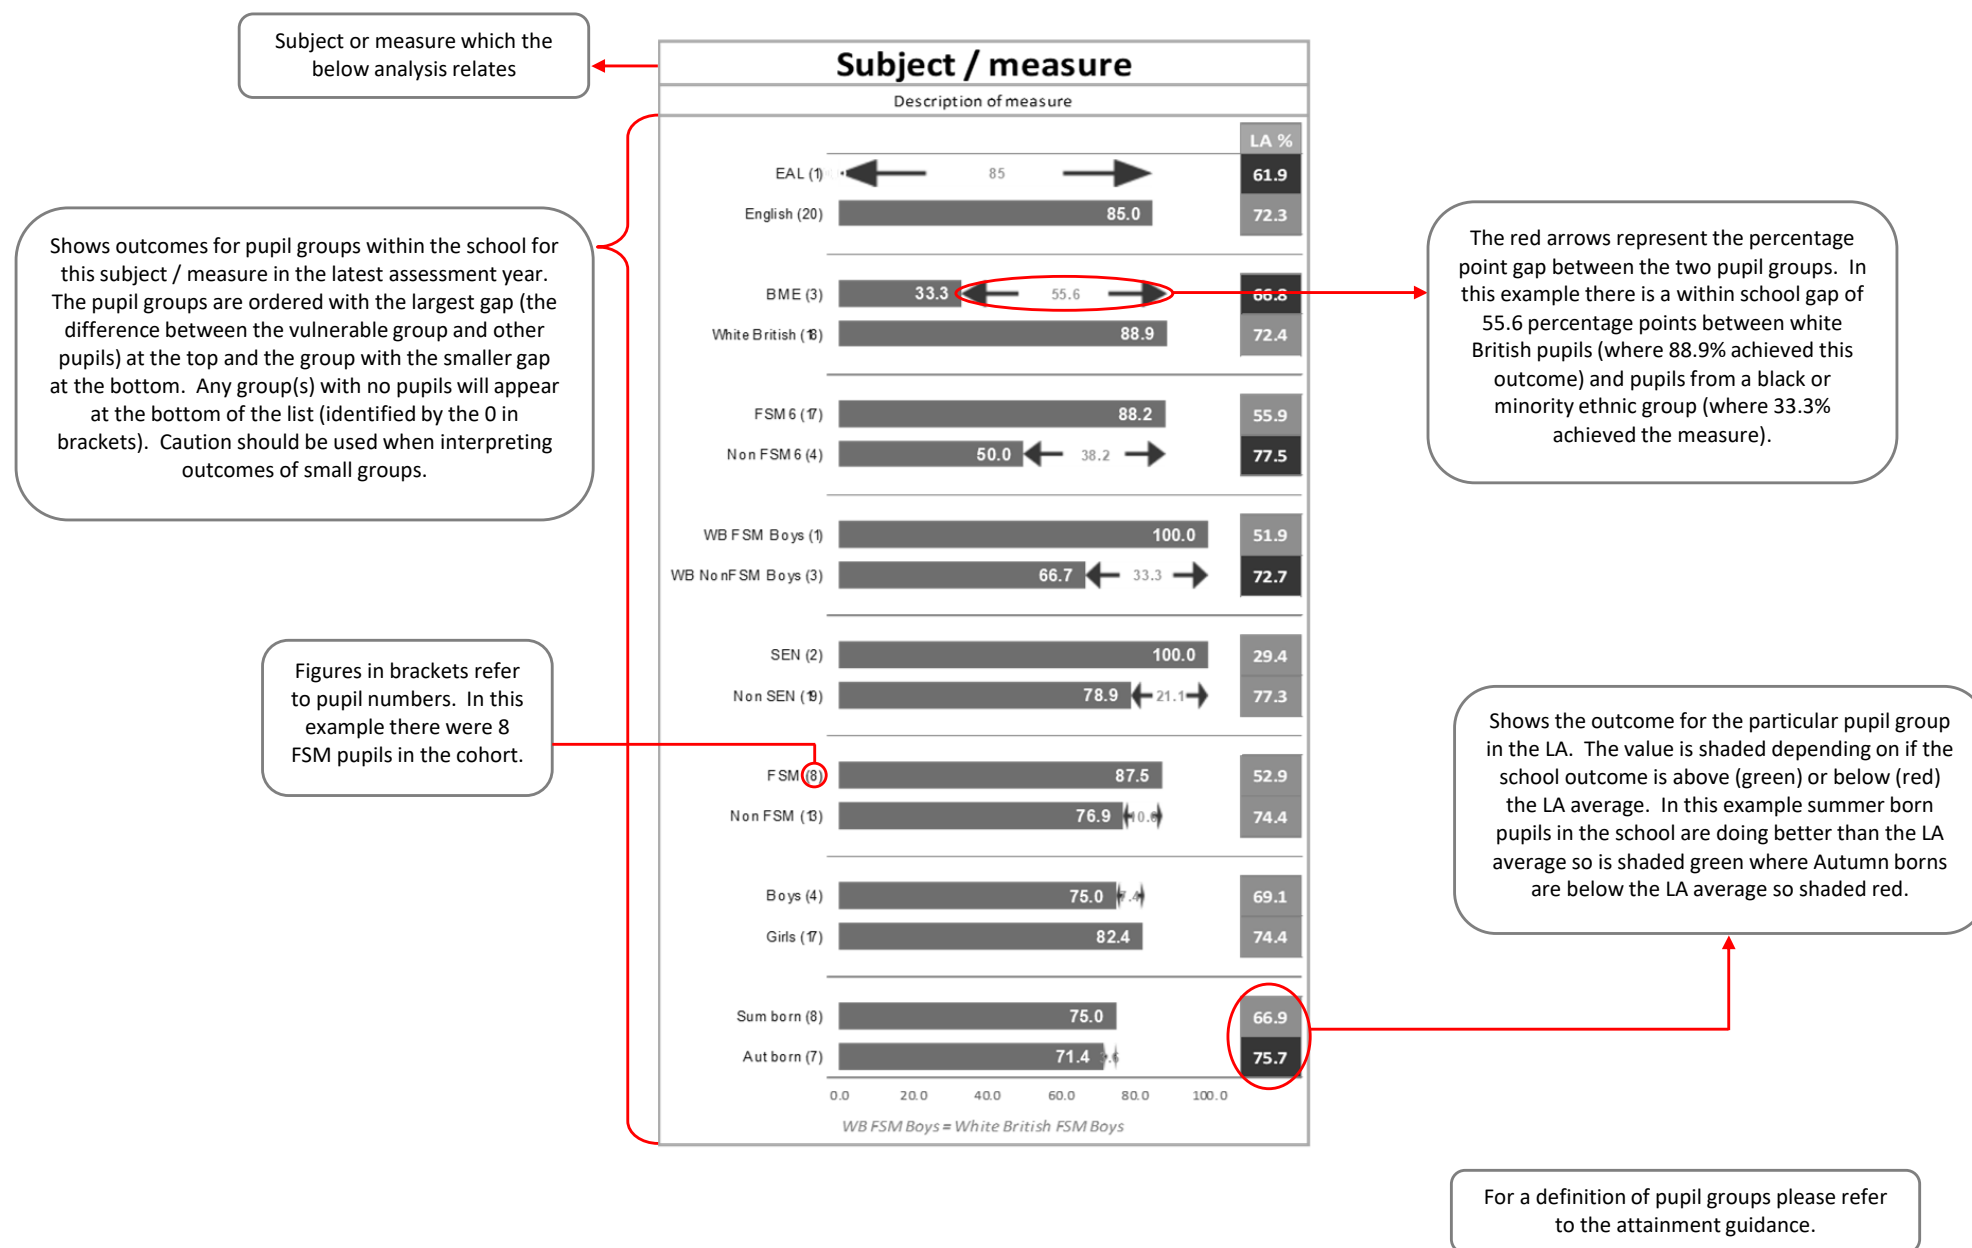 Subject or measure which the
below analysis relates
Subject / measure
Description of measure
LA %
EAL (1)
85
61.9
English (20)
85.0
72.3
BME (3)
33.3
55.6
66.8
White British (18)
88.9
72.4
FSM6 (17)
88.2
55.9
Non FSM6 (4)
50.0
38.2
77.5
WB FSM Boys (1)
100.0
51.9
WB NonFSM Boys (3)
66.7
33.3
72.7
SEN (2)
100.0
29.4
Non SEN (19)
78.9
21.1
77.3
FSM (8)
87.5
52.9
Non FSM (13)
76.9
10.6
74.4
Boys (4)
75.0
7.4
69.1
Girls (17)
82.4
74.4
Sum born (8)
75.0
66.9
Aut born (7)
71.4
3.6
75.7
0.0 20.0 40.0 60.0 80.0 100.0
WB FSM Boys = White British FSM Boys
Shows outcomes for pupil groups within the school for
this subject / measure in the latest assessment year.
The pupil groups are ordered with the largest gap (the
difference between the vulnerable group and other
pupils) at the top and the group with the smaller gap
at the bottom. Any group(s) with no pupils will appear
at the bottom of the list (identified by the 0 in
brackets). Caution should be used when interpreting
outcomes of small groups.
Figures in brackets refer
to pupil numbers. In this
example there were 8
FSM pupils in the cohort.
The red arrows represent the percentage
point gap between the two pupil groups. In
this example there is a within school gap of
55.6 percentage points between white
British pupils (where 88.9% achieved this
outcome) and pupils from a black or
minority ethnic group (where 33.3%
achieved the measure).
Shows the outcome for the particular pupil group
in the LA. The value is shaded depending on if the
school outcome is above (green) or below (red)
the LA average. In this example summer born
pupils in the school are doing better than the LA
average so is shaded green where Autumn borns
are below the LA average so shaded red.
For a definition of pupil groups please refer
to the attainment guidance.